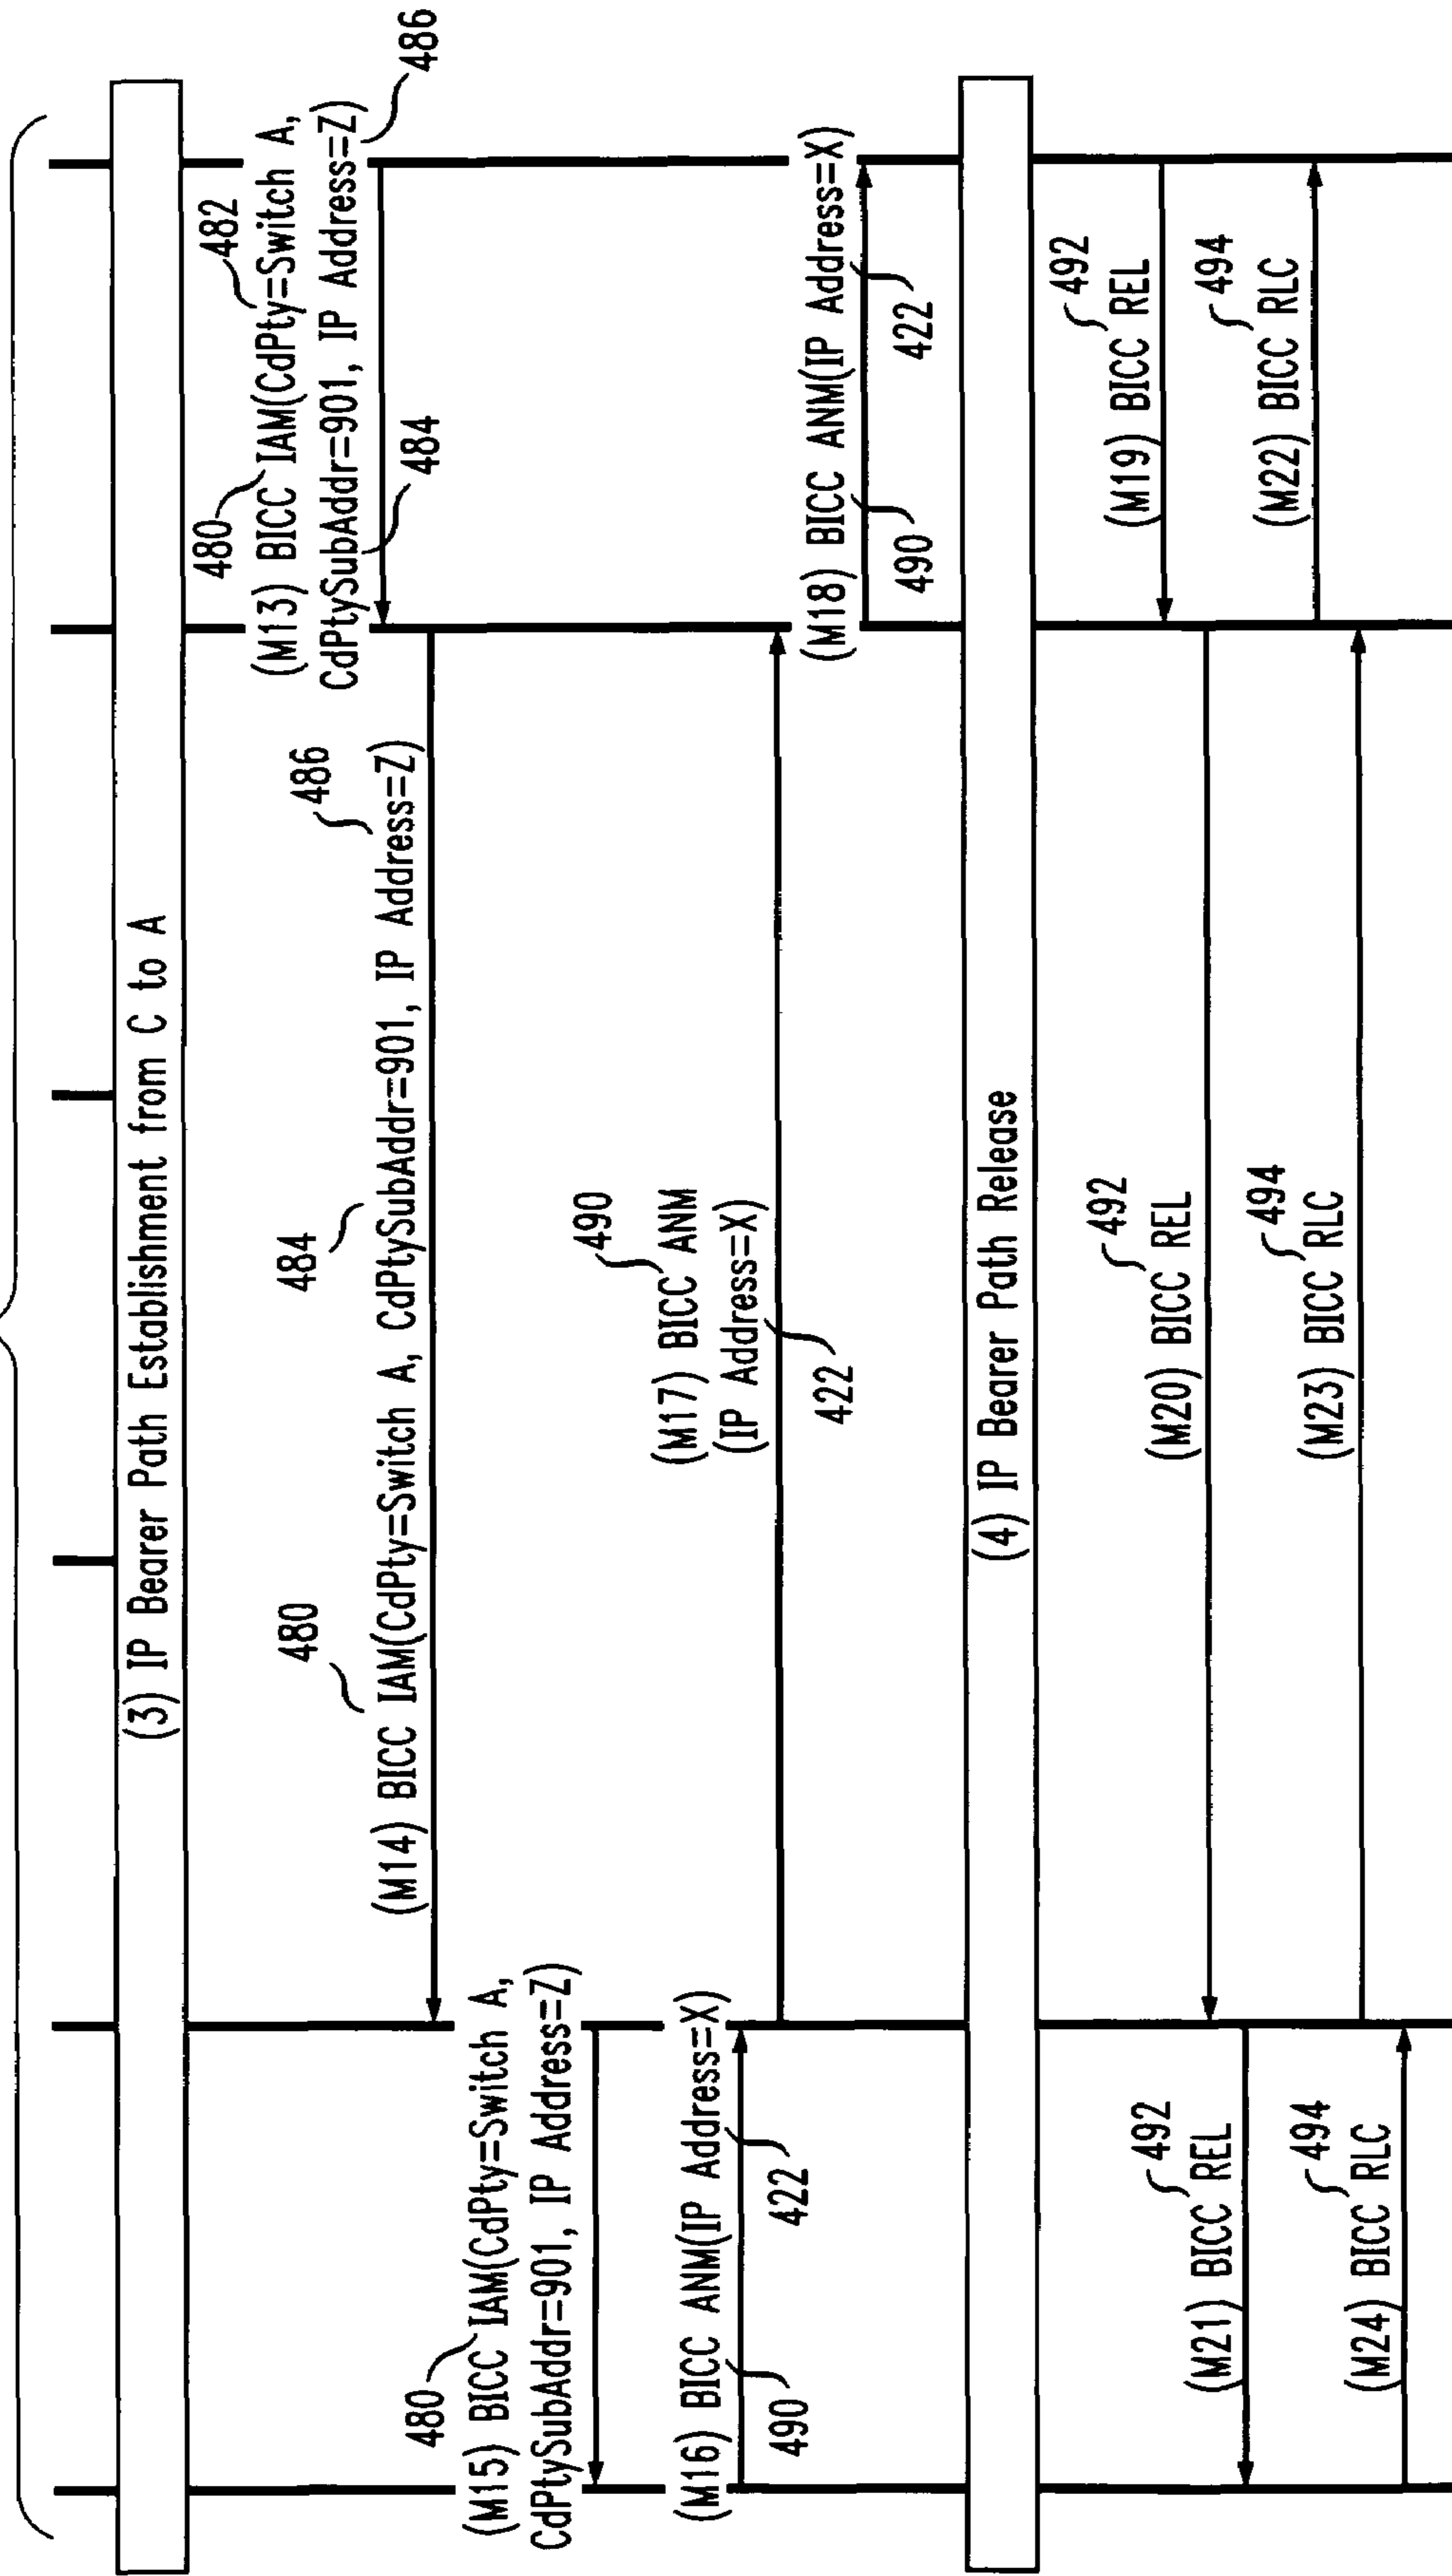 (3) IP Bearer Path Establishment from C to A
480
482
(M13) BICC IAM(CdPty=Switch A,
CdPtySubAddr=901, IP Address=Z)
484
486
480
484
486
(M14) BICC IAM(CdPty=Switch A, CdPtySubAddr=901, IP Address=Z)
480
(M15) BICC IAM(CdPty=Switch A,
CdPtySubAddr=901, IP Address=Z)
(M16) BICC ANM(IP Address=X)
490
422
490
(M17) BICC ANM
(IP Address=X)
422
(M18) BICC ANM(IP Address=X)
490
422
(4) IP Bearer Path Release
492
(M19) BICC REL
492
(M20) BICC REL
492
(M21) BICC REL
494
(M22) BICC RLC
494
(M23) BICC RLC
494
(M24) BICC RLC